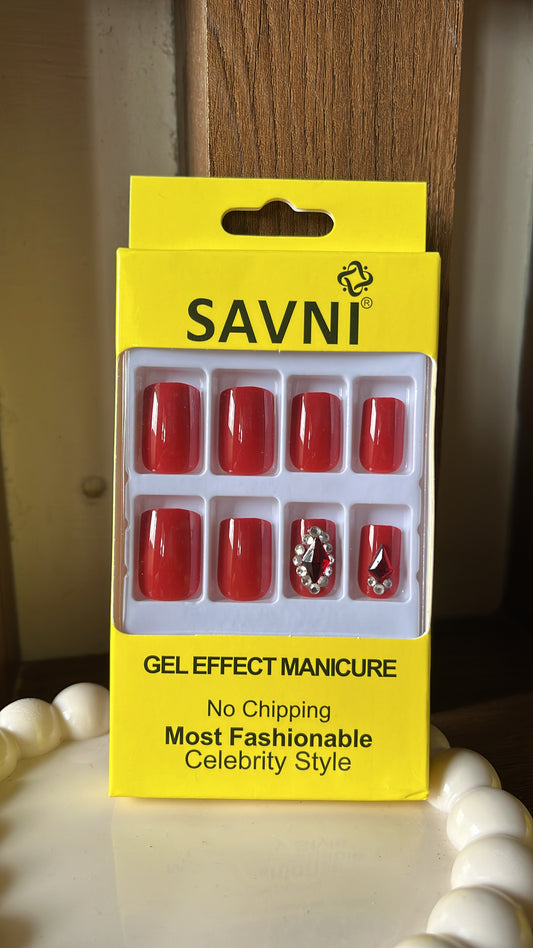 SAVNI®
GEL EFFECT MANICURE
No Chipping
Most Fashionable
Celebrity Style